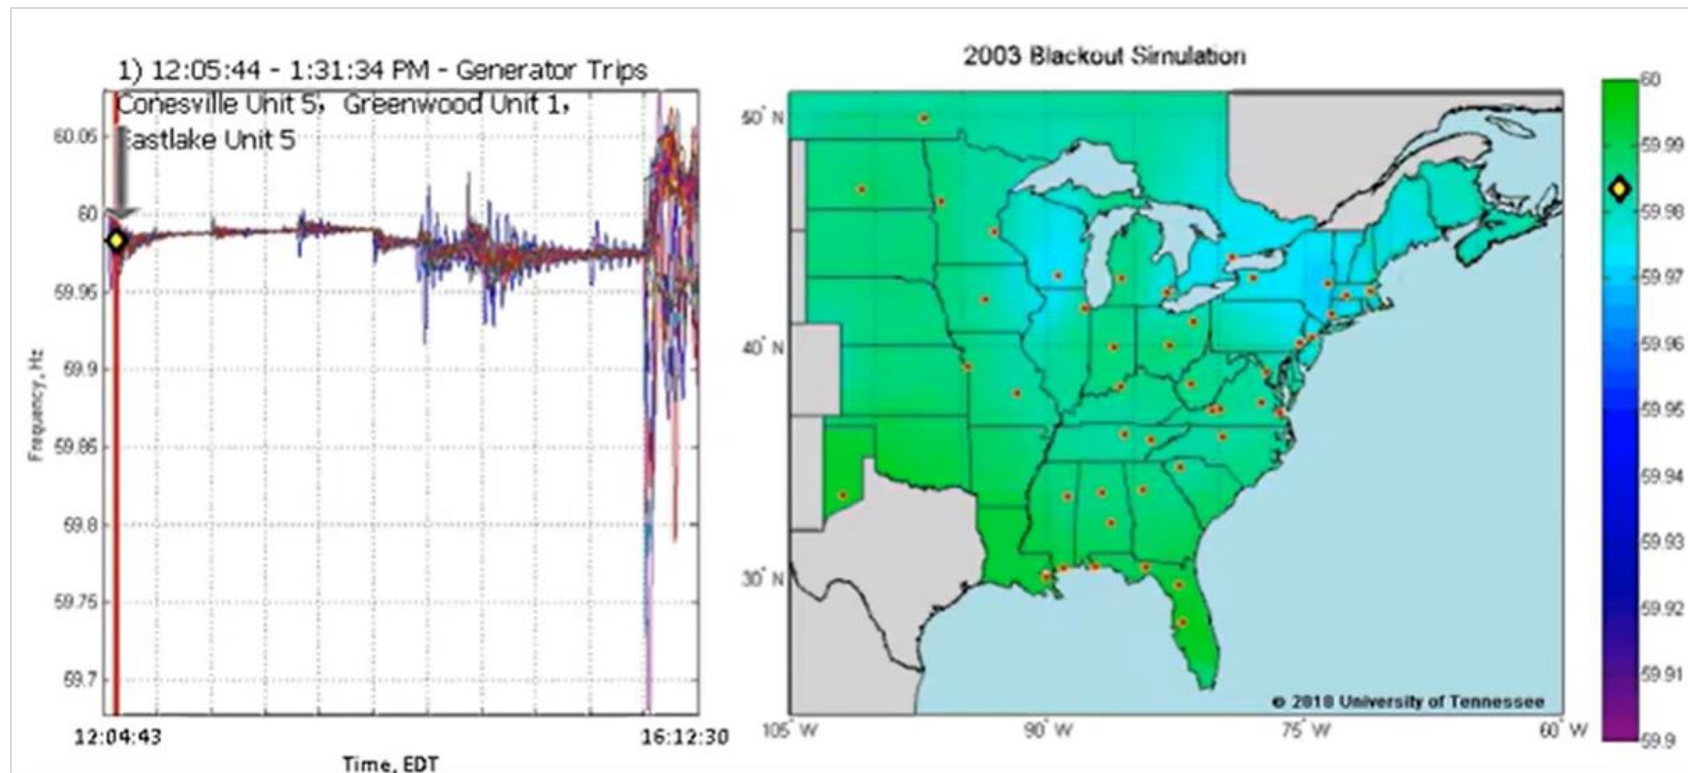 1) 12:05:44 - 1:31:34 PM - Generator Trips
Conesville Unit 5, Greenwood Unit 1,
Eastlake Unit 5
60.05
60
59.95
59.9
59.85
59.8
59.75
59.7
Frequency, Hz
12:04:43
16:12:30
Time, EDT
2003 Blackout Simulation
50° N
40° N
30° N
105° W
90° W
75° W
60° W
© 2010 University of Tennessee
60
59.99
59.98
59.97
59.96
59.95
59.94
59.93
59.92
59.91
59.9